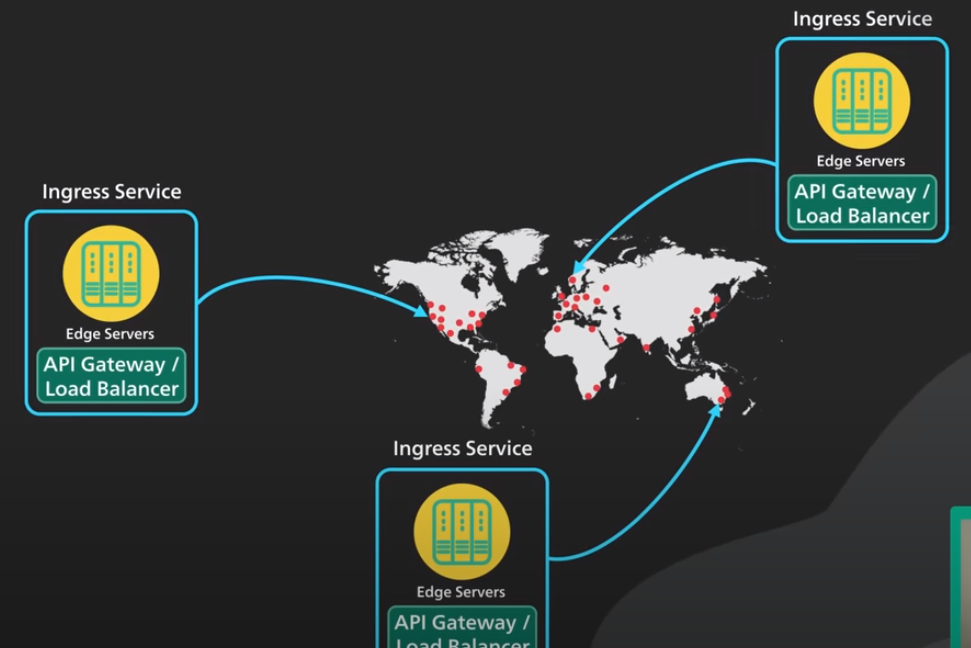 Ingress Service
Edge Servers
API Gateway /
Load Balancer
Ingress Service
Edge Servers
API Gateway /
Load Balancer
Ingress Service
Edge Servers
API Gateway /
Load Balancer